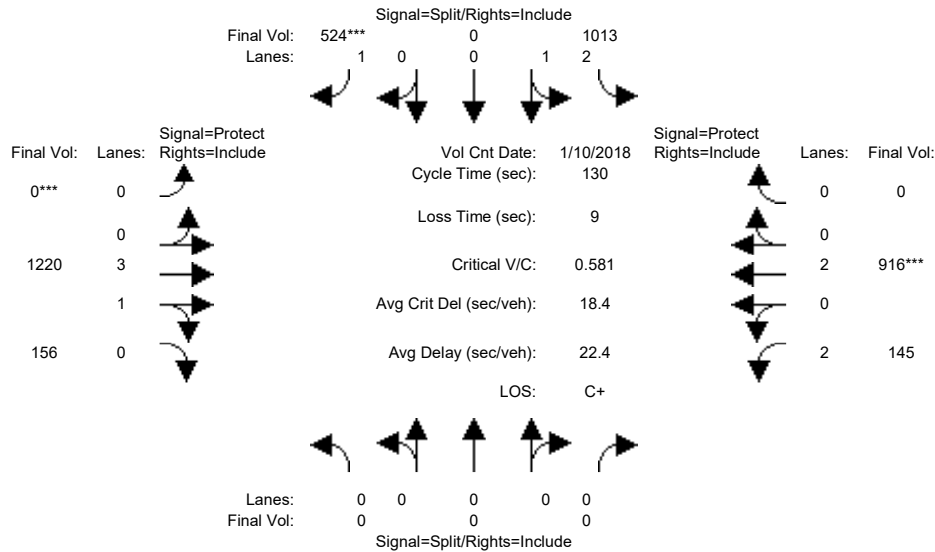 Signal=Split/Rights=Include
Final Vol: 524*** 0 1013
Lanes: 1 0 0 1 2
Signal=Protect Signal=Protect
Final Vol: Lanes: Rights=Include Vol Cnt Date: 1/10/2018 Rights=Include Lanes: Final Vol:
Cycle Time (sec): 130
0*** 0 0 0
Loss Time (sec): 9
0 0
1220 3 Critical V/C: 0.581 2 916***
1 Avg Crit Del (sec/veh): 18.4 0
156 0 Avg Delay (sec/veh): 22.4 2 145
LOS: C+
Lanes: 0 0 0 0 0
Final Vol: 0 0 0
Signal=Split/Rights=Include